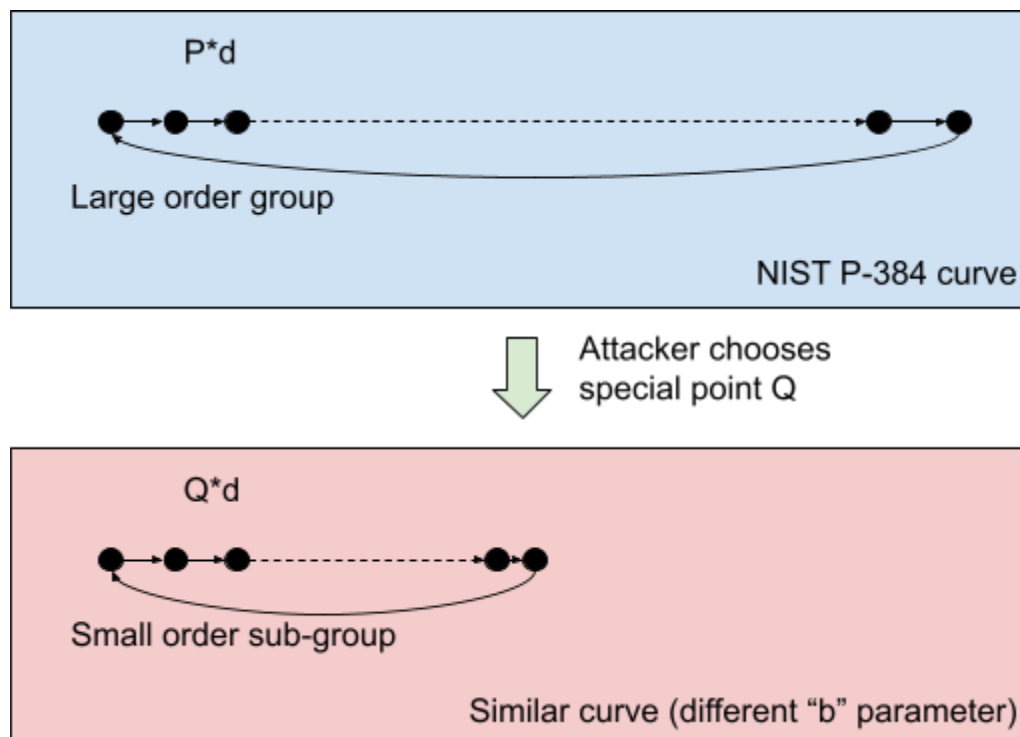 P*d
Large order group
NIST P-384 curve
Attacker chooses
special point Q
Q*d
Small order sub-group
Similar curve (different “b” parameter)